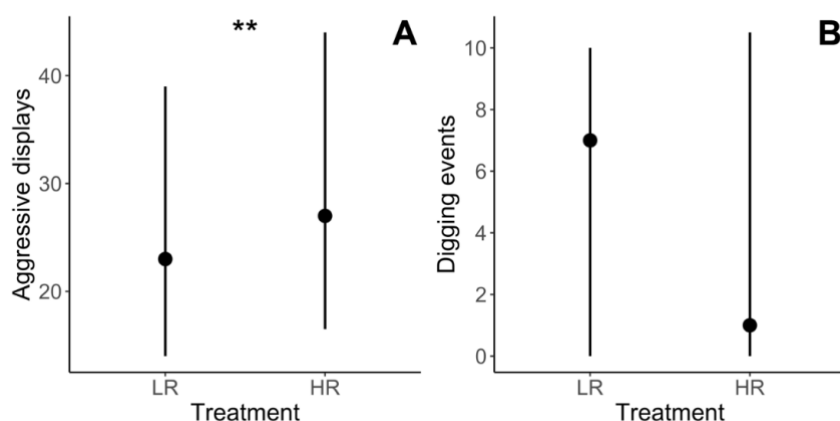 **
A
Aggressive displays
40
30
20
LR
HR
Treatment
B
Digging events
10
8
6
4
2
0
LR
HR
Treatment